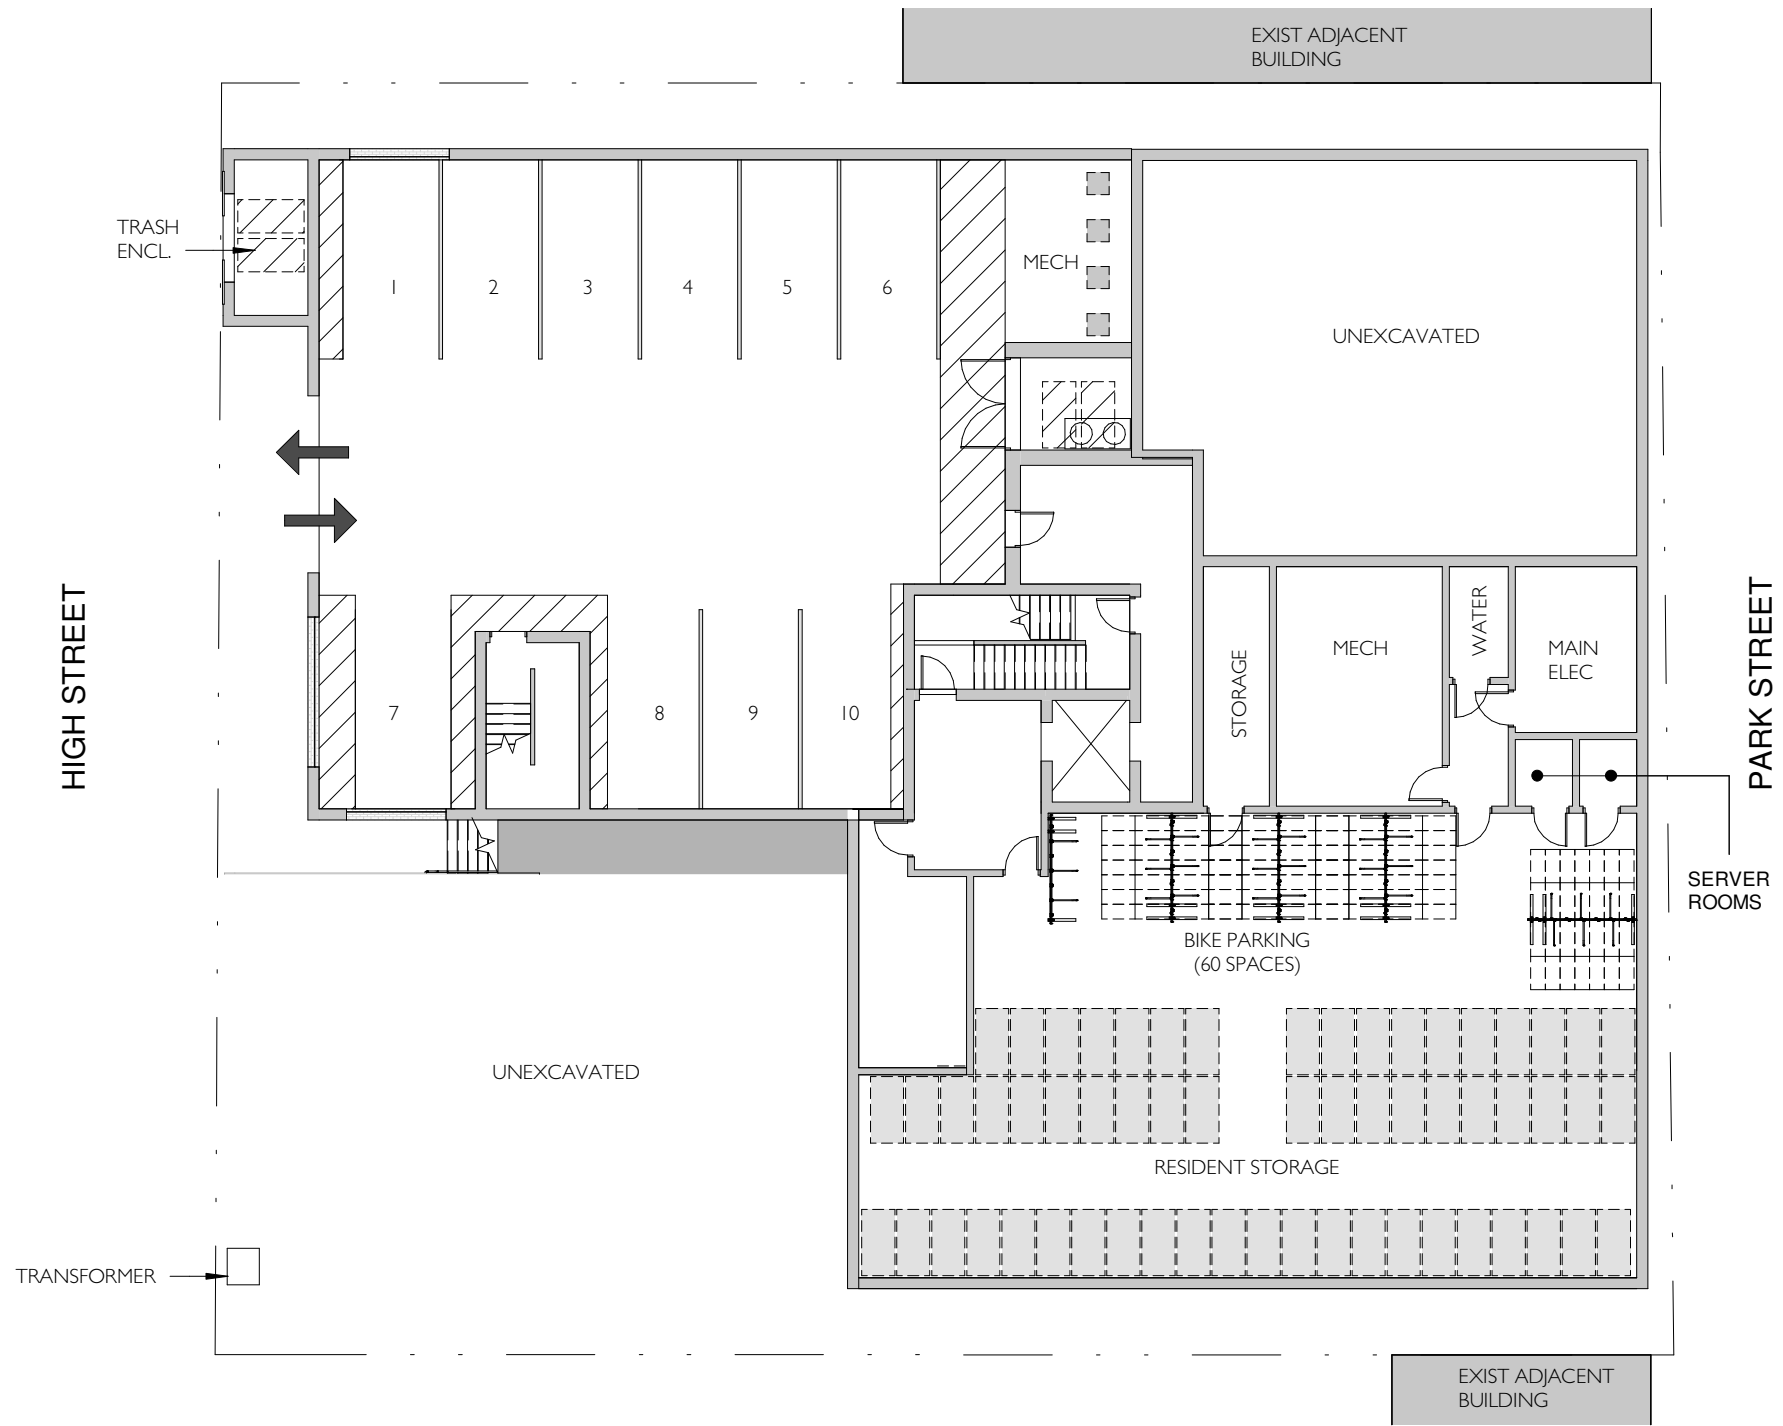 EXIST ADJACENT
BUILDING
TRASH
ENCL.
1
2
3
4
5
6
MECH
UNEXCAVATED
HIGH STREET
PARK STREET
7
8
9
10
STORAGE
MECH
WATER
MAIN
ELEC
SERVER
ROOMS
BIKE PARKING
(60 SPACES)
UNEXCAVATED
RESIDENT STORAGE
TRANSFORMER
EXIST ADJACENT
BUILDING